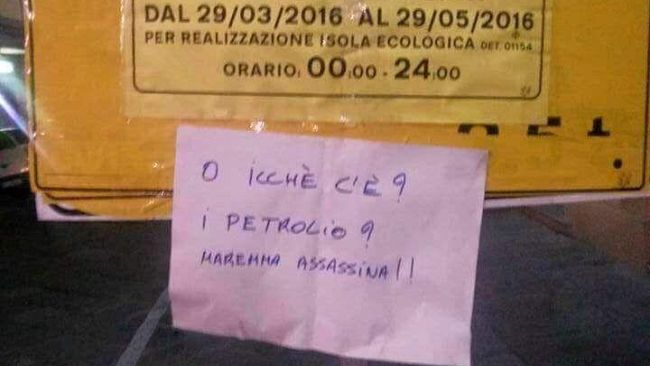 DAL 29/03/2016 AL 29/05/2016
PER REALIZZAZIONE ISOLA ECOLOGICA DET. 01154
ORARIO: 00:00 - 24:00
O ICCHÈ C'È?
I PETROLIO?
MAREMMA ASSASSINA!!